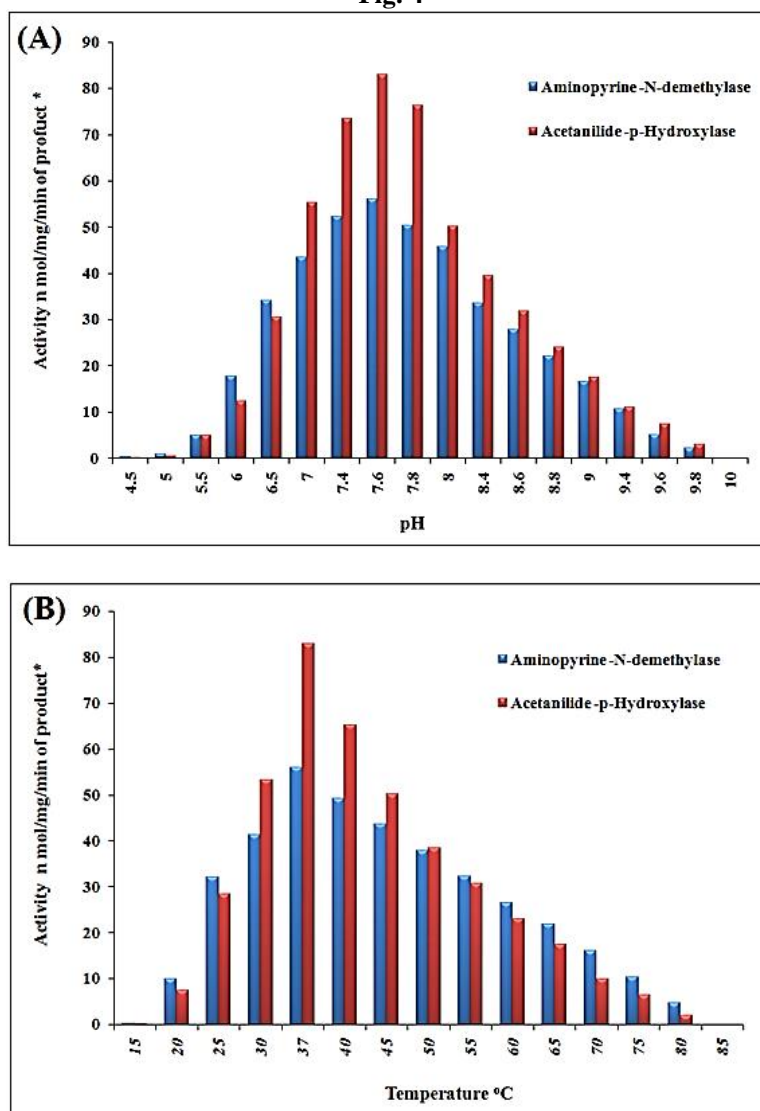 (A)
90
80
70
60
50
40
30
20
10
0
Activity n mol/mg/min of profuct *
Aminopyrine-N-demethylase
Acetanilide-p-Hydroxylase
4.5 5 5.5 6 6.5 7 7.4 7.6 7.8 8 8.4 8.6 8.8 9 9.4 9.6 9.8 10
pH
(B)
90
80
70
60
50
40
30
20
10
0
Activity n mol/mg/min of product*
Aminopyrine-N-demethylase
Acetanilide-p-Hydroxylase
15 20 25 30 37 40 45 50 55 60 65 70 75 80 85
Temperature ºC